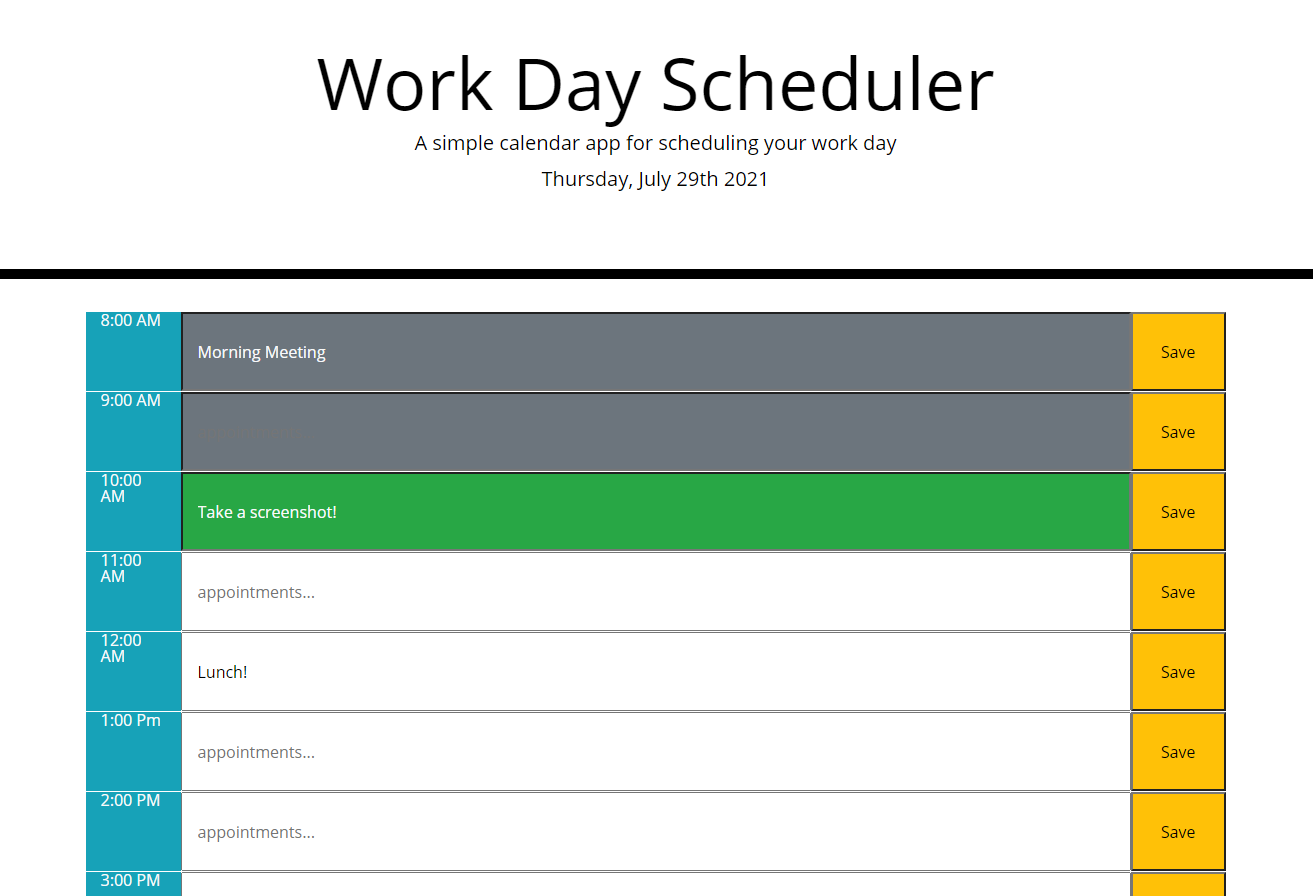 Work Day Scheduler
A simple calendar app for scheduling your work day
Thursday, July 29th 2021
8:00 AM
Morning Meeting
Save
9:00 AM
appointments...
Save
10:00
AM
Take a screenshot!
Save
11:00
AM
appointments...
Save
12:00
AM
Lunch!
Save
1:00 Pm
appointments...
Save
2:00 PM
appointments...
Save
3:00 PM